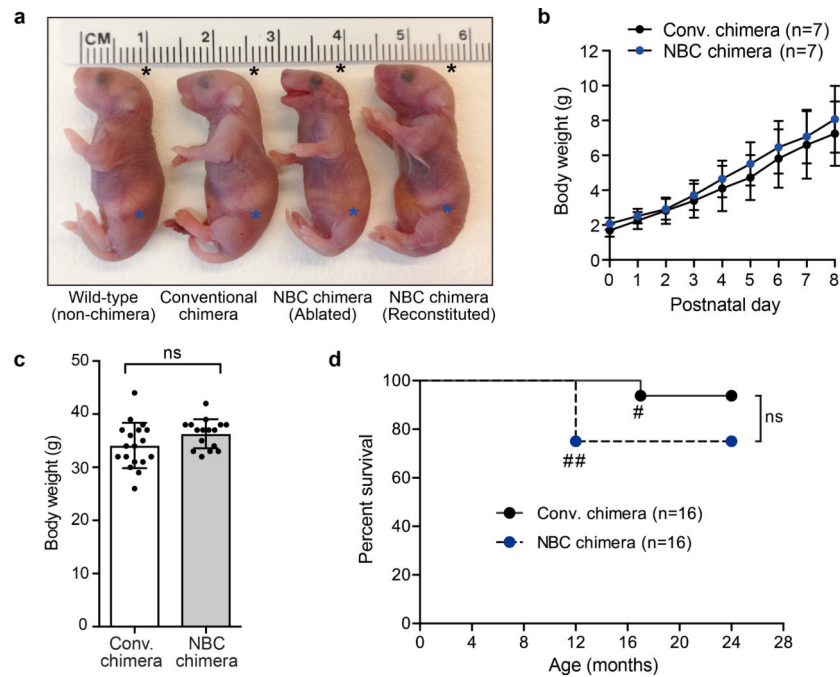 a
CM 1 2 3 4 5 6
* * * *
* * * *
Wild-type
(non-chimera)
Conventional
chimera
NBC chimera
(Ablated)
NBC chimera
(Reconstituted)
b
Conv. chimera (n=7)
NBC chimera (n=7)
Body weight (g)
12
10
8
6
4
2
0
0 1 2 3 4 5 6 7 8
Postnatal day
c
ns
Body weight (g)
50
40
30
20
10
0
Conv.
chimera
NBC
chimera
d
Percent survival
100
80
60
40
20
0
#
##
ns
Conv. chimera (n=16)
NBC chimera (n=16)
0 4 8 12 16 20 24 28
Age (months)